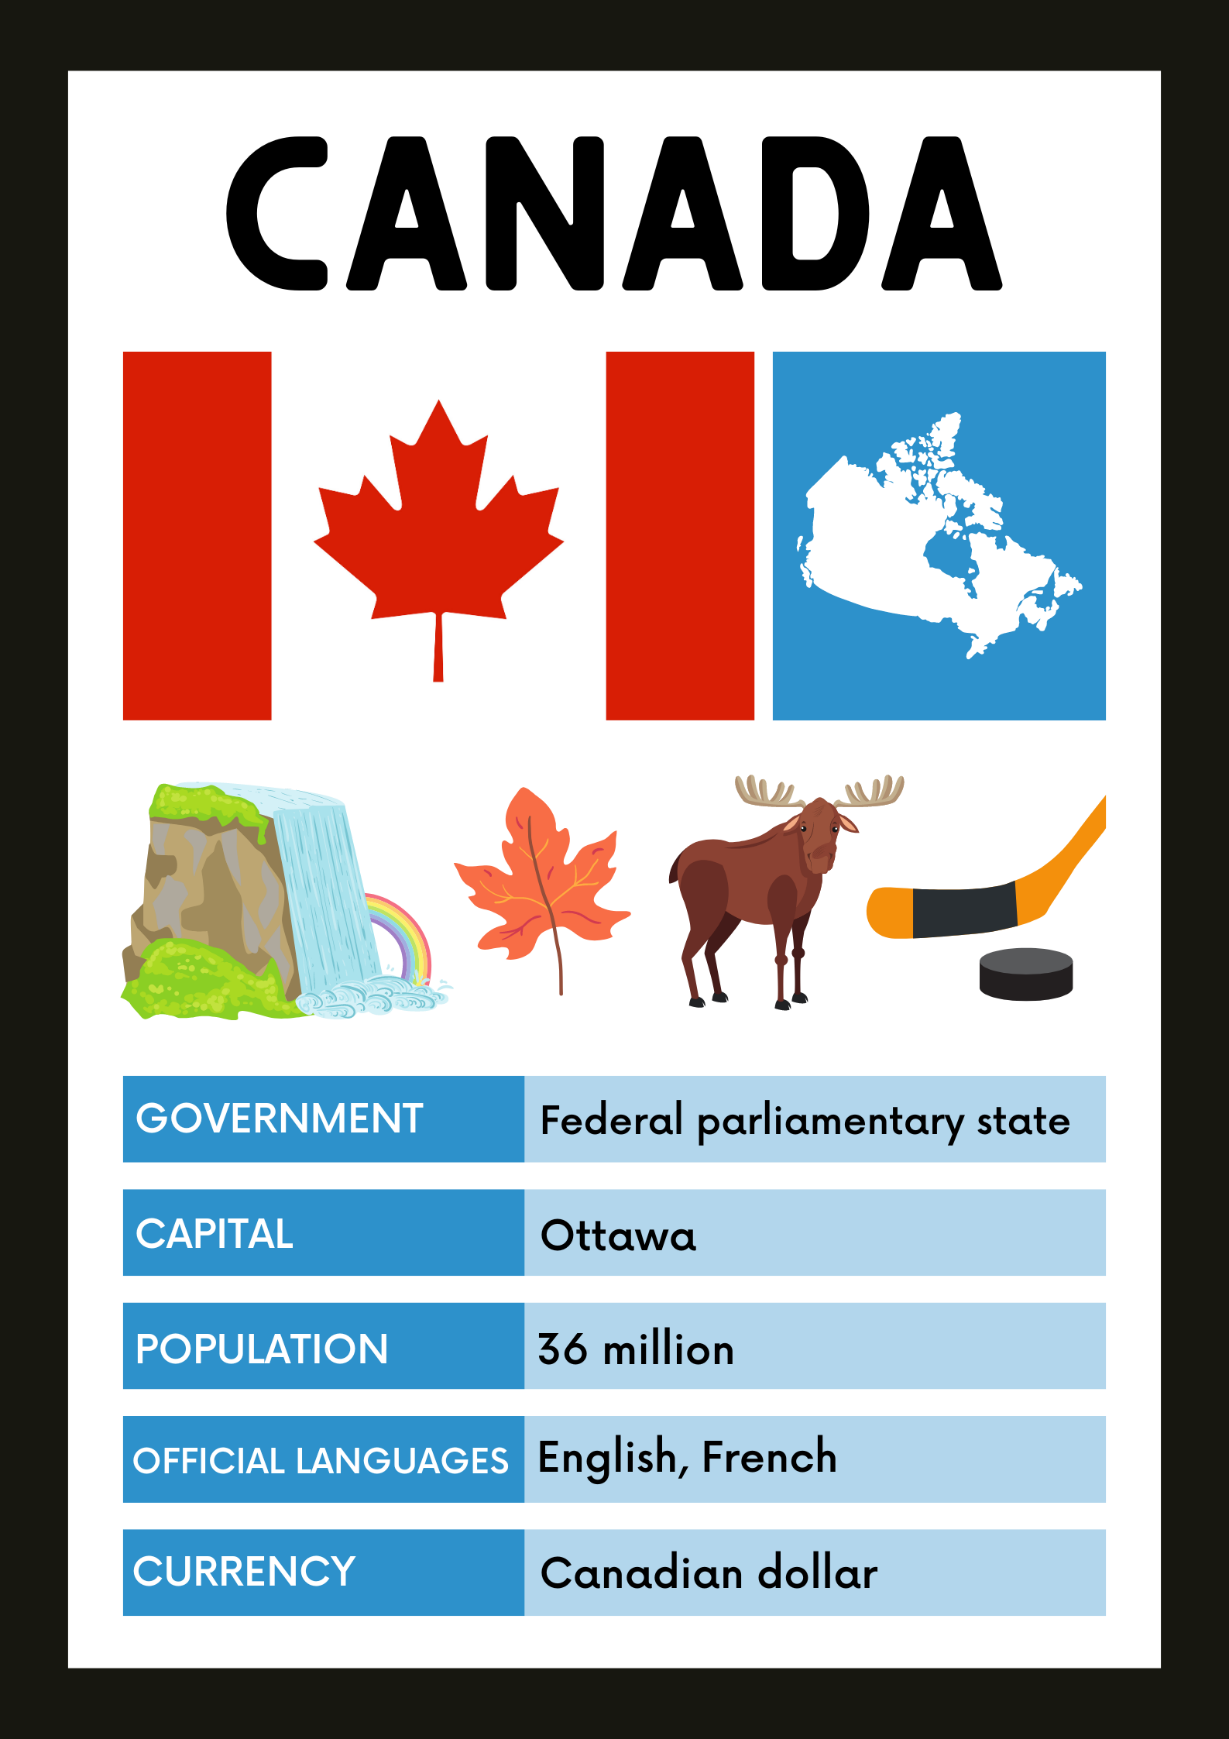 CANADA
GOVERNMENT Federal parliamentary state
CAPITAL Ottawa
POPULATION 36 million
OFFICIAL LANGUAGES English, French
CURRENCY Canadian dollar